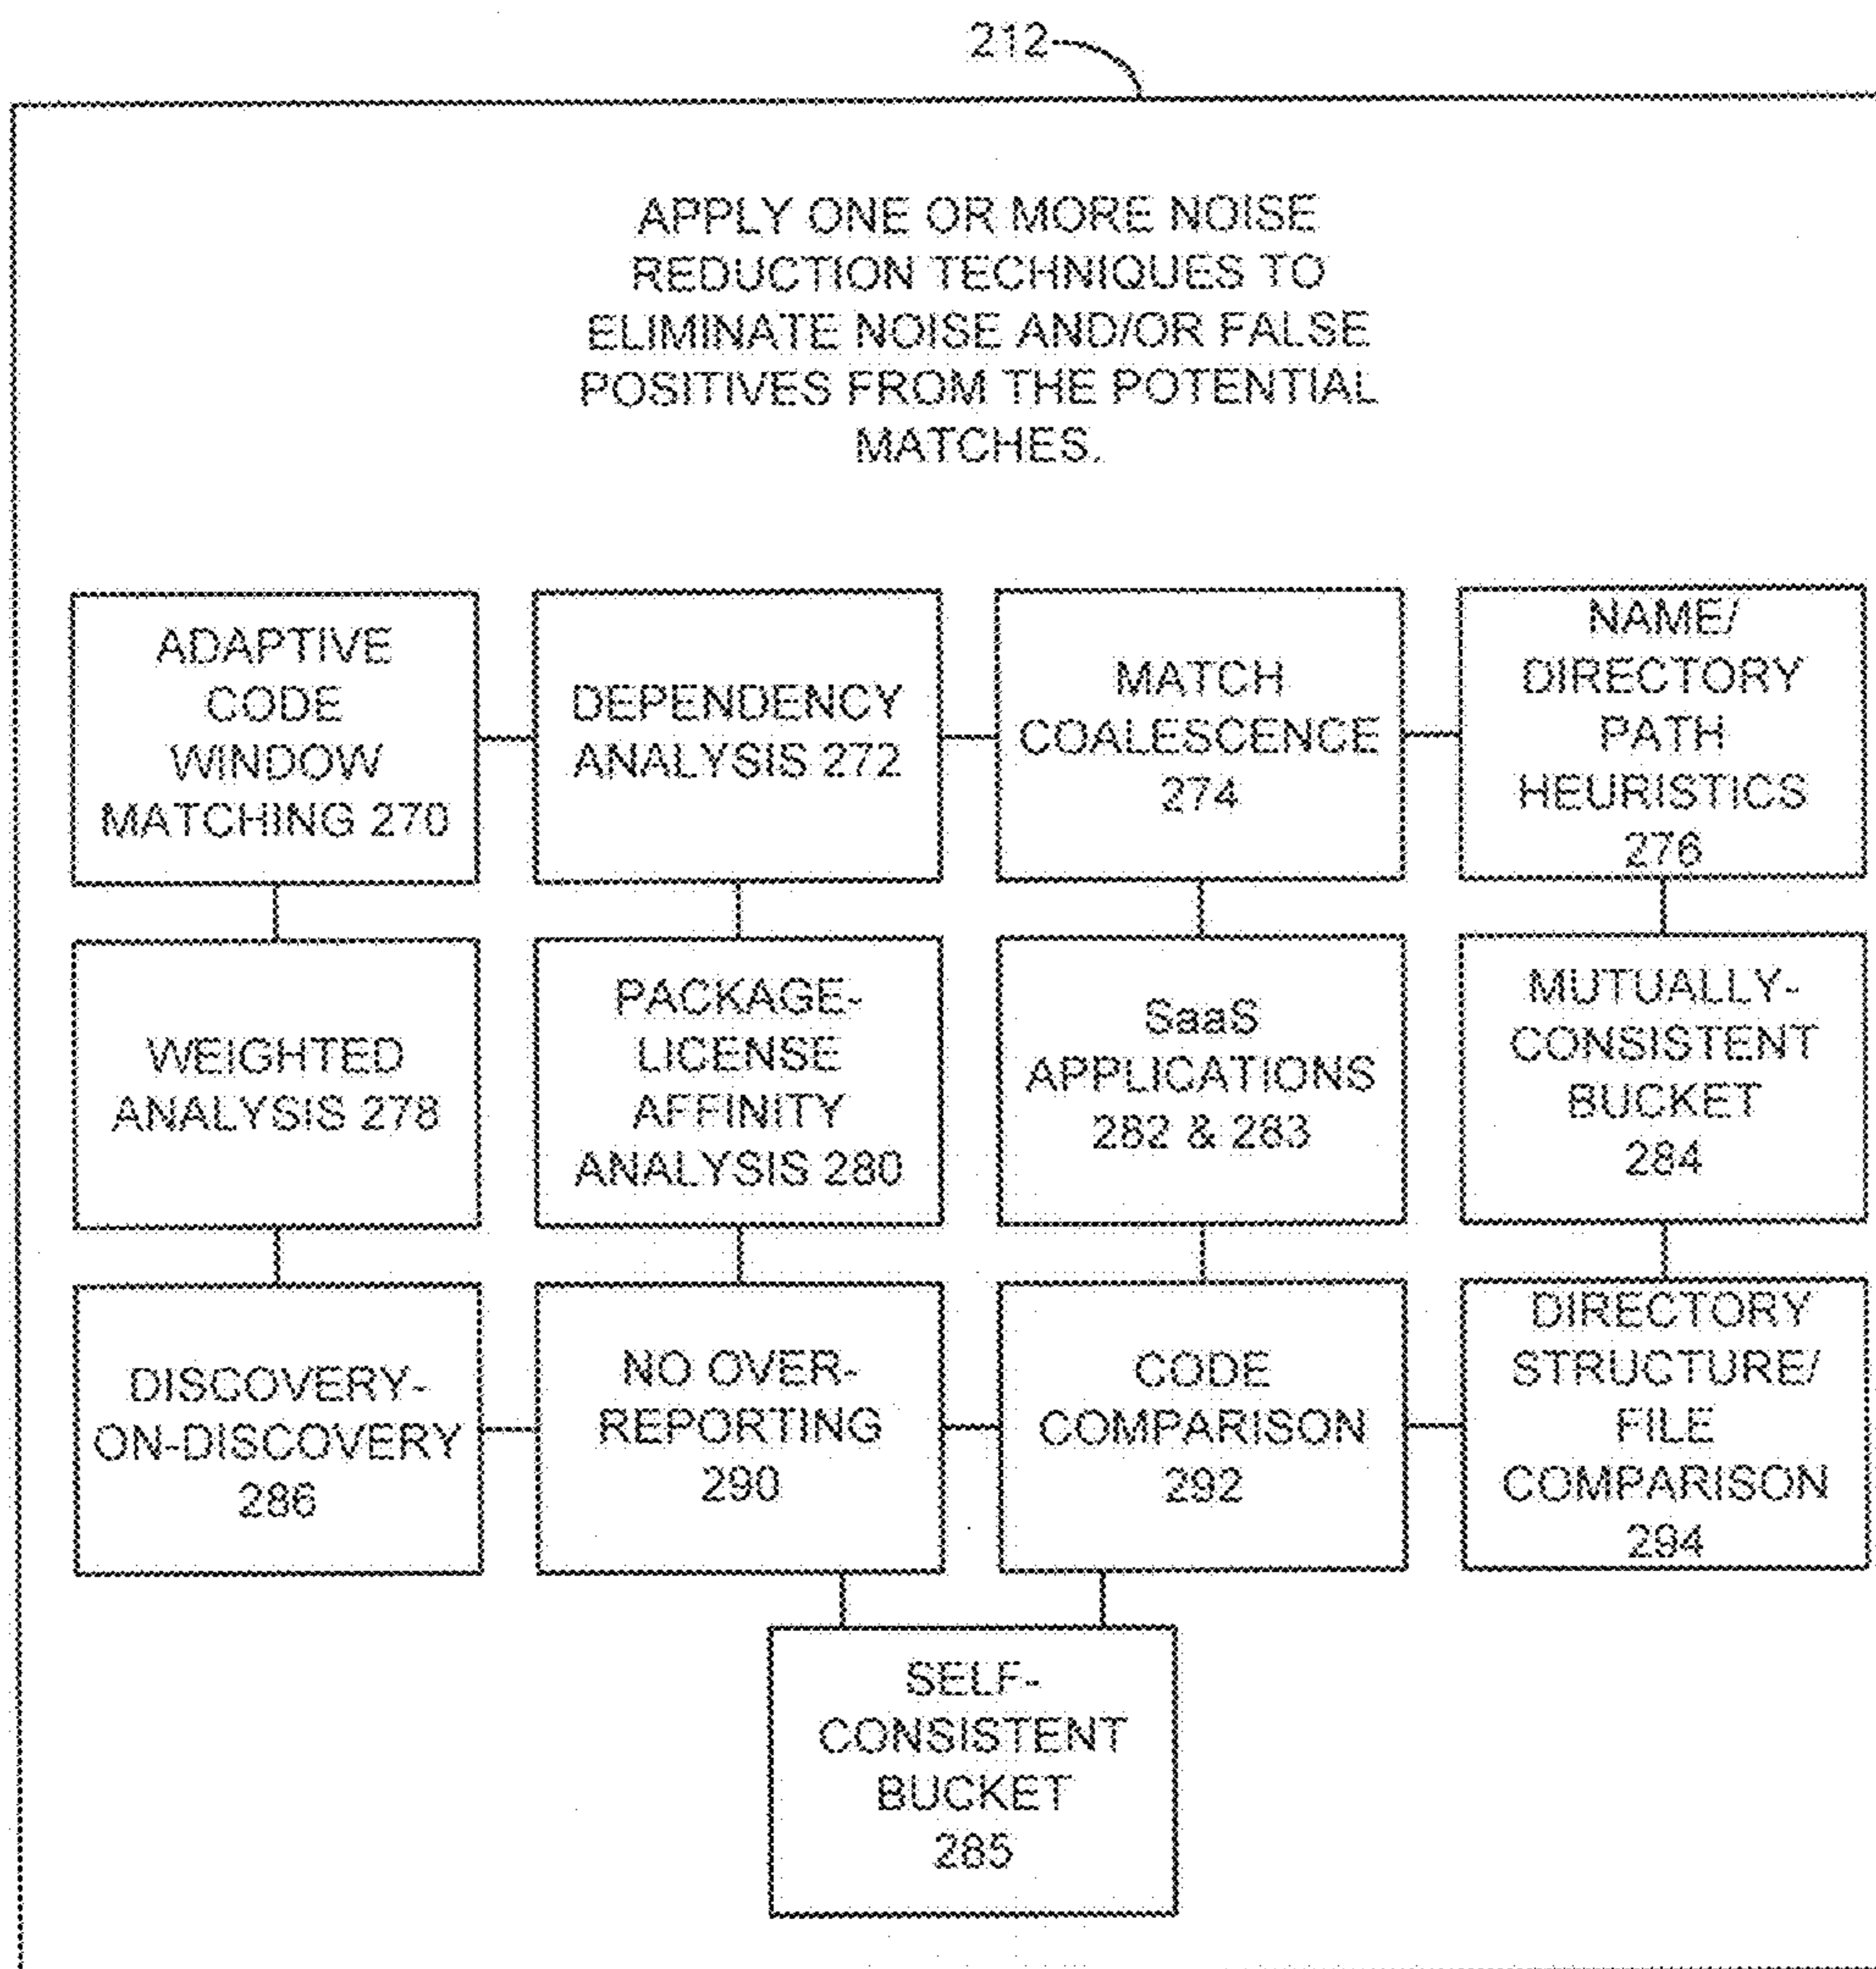 212
APPLY ONE OR MORE NOISE
REDUCTION TECHNIQUES TO
ELIMINATE NOISE AND/OR FALSE
POSITIVES FROM THE POTENTIAL
MATCHES.
ADAPTIVE
CODE
WINDOW
MATCHING 270
DEPENDENCY
ANALYSIS 272
MATCH
COALESCENCE
274
NAME/
DIRECTORY
PATH
HEURISTICS
276
WEIGHTED
ANALYSIS 278
PACKAGE-
LICENSE
AFFINITY
ANALYSIS 280
SaaS
APPLICATIONS
282 & 283
MUTUALLY-
CONSISTENT
BUCKET
284
DISCOVERY-
ON-DISCOVERY
286
NO OVER-
REPORTING
290
CODE
COMPARISON
292
DIRECTORY
STRUCTURE/
FILE
COMPARISON
294
SELF-
CONSISTENT
BUCKET
285